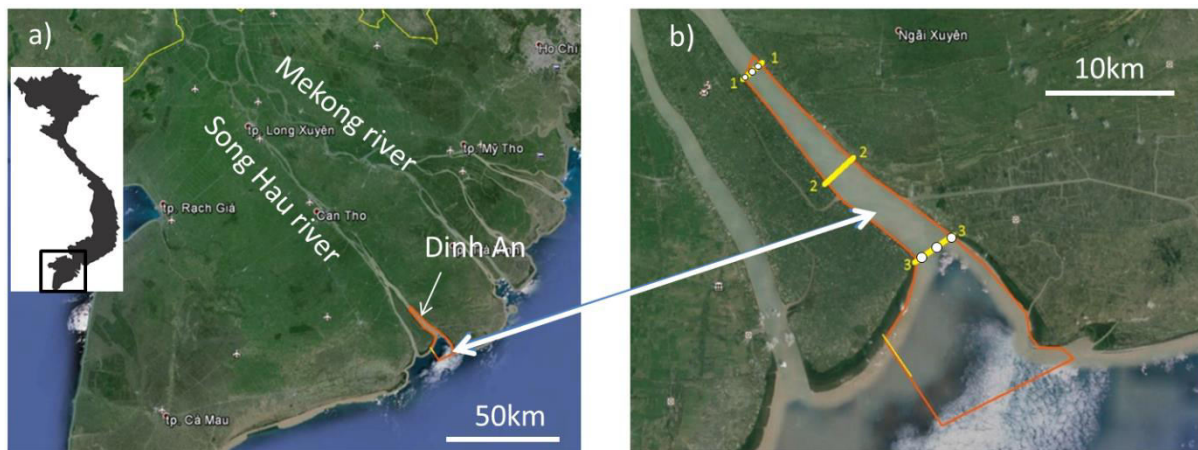 a)
Ho Chi
Mekong river
Song Hau river
tp. Long Xuyên
tp. Mỹ Tho
tp. Rạch Giá
Cần Thơ
Dinh An
tp. Cà Mau
50km
b)
Ngãi Xuyên
10km
1
1
2
2
3
3